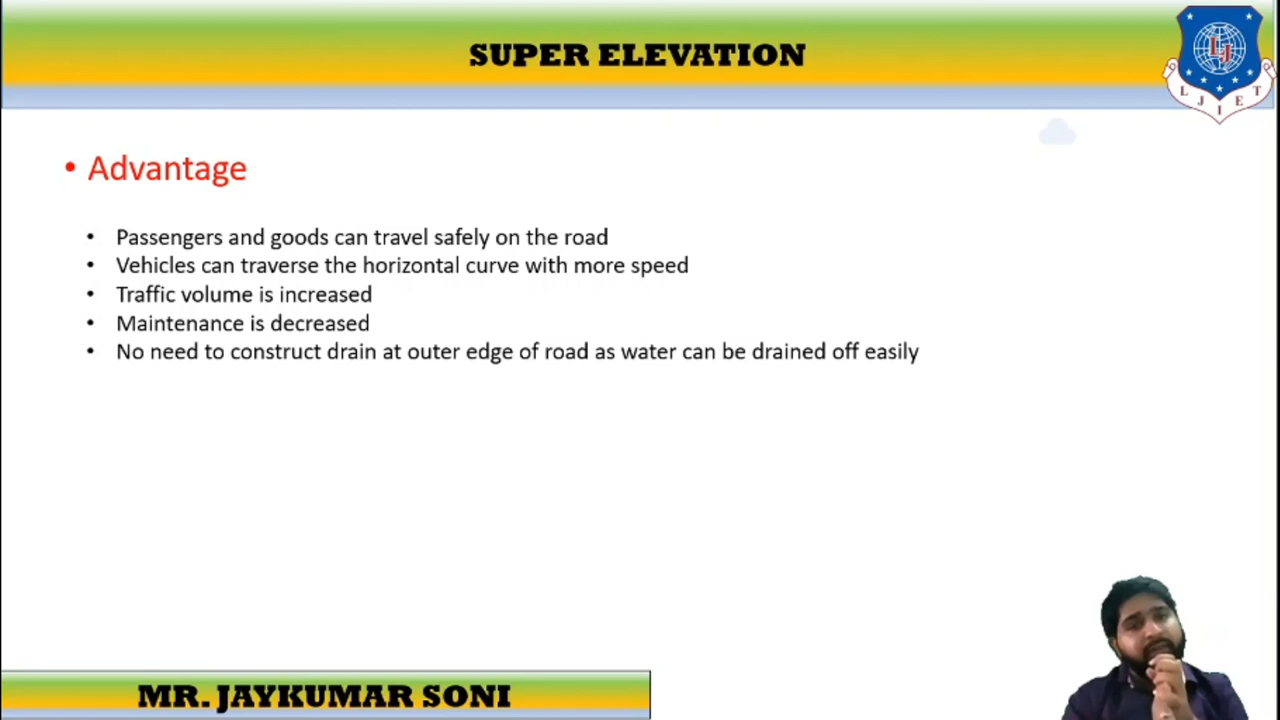 SUPER ELEVATION
LJ
L J I E T
• Advantage
• Passengers and goods can travel safely on the road
• Vehicles can traverse the horizontal curve with more speed
• Traffic volume is increased
• Maintenance is decreased
• No need to construct drain at outer edge of road as water can be drained off easily
MR. JAYKUMAR SONI